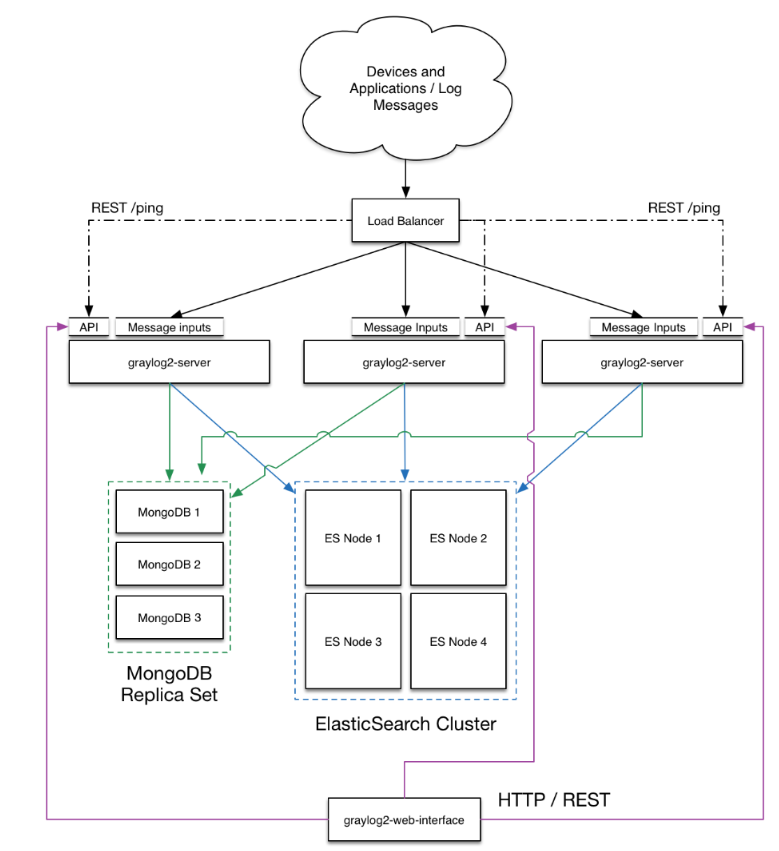 Devices and
Applications / Log
Messages
REST /ping
Load Balancer
REST /ping
API
Message inputs
Message Inputs
API
Message Inputs
API
graylog2-server
graylog2-server
graylog2-server
MongoDB 1
MongoDB 2
MongoDB 3
MongoDB
Replica Set
ES Node 1
ES Node 2
ES Node 3
ES Node 4
ElasticSearch Cluster
HTTP / REST
graylog2-web-interface